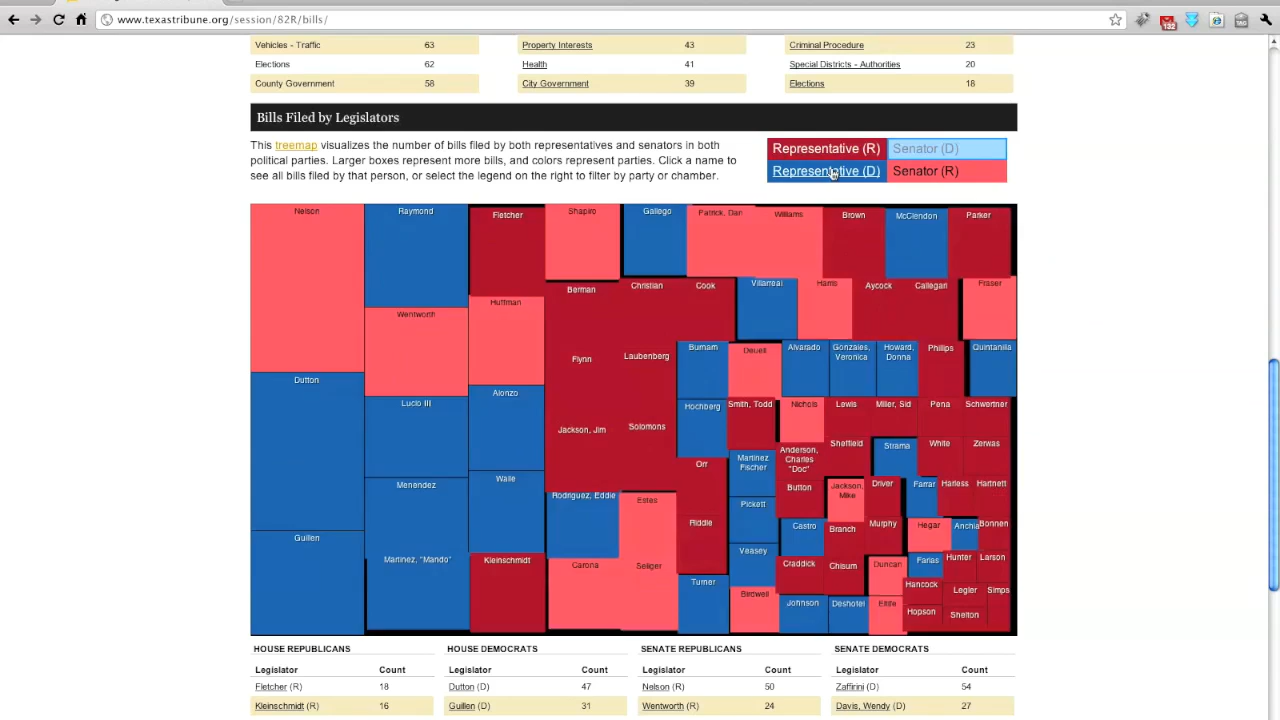 www.texastribune.org/session/82R/bills/
132
Vehicles - Traffic 63 Property Interests 43 Criminal Procedure 23
Elections 62 Health 41 Special Districts - Authorities 20
County Government 58 City Government 39 Elections 18
Bills Filed by Legislators
This treemap visualizes the number of bills filed by both representatives and senators in both
political parties. Larger boxes represent more bills, and colors represent parties. Click a name to
see all bills filed by that person, or select the legend on the right to filter by party or chamber.
Representative (R) Senator (D)
Representative (D) Senator (R)
Nelson
Dutton
Guillen
Raymond
Wentworth
Lucio III
Menendez
Martinez, "Mando"
Fletcher
Huffman
Alonzo
Walle
Kleinschmidt
Shapiro
Gallego
Patrick, Dan
Williams
Brown
McClendon
Parker
Berman
Christian
Cook
Villarreal
Harris
Aycock
Callegari
Fraser
Flynn
Laubenberg
Burnam
Deuell
Alvarado
Gonzales,
Veronica
Howard,
Donna
Phillips
Quintanilla
Jackson, Jim
Solomons
Hochberg
Smith, Todd
Nichols
Lewis
Miller, Sid
Pena
Schwertner
Orr
Martinez
Fischer
Anderson,
Charles
"Doc"
Sheffield
Strama
White
Zerwas
Rodriguez, Eddie
Estes
Riddle
Pickett
Button
Jackson,
Mike
Driver
Farrar
Harless
Hartnett
Castro
Branch
Murphy
Hegar
Anchia
Bonnen
Carona
Seliger
Turner
Veasey
Craddick
Chisum
Duncan
Farias
Hunter
Larson
Birdwell
Johnson
Deshotel
Eltife
Hancock
Legler
Simps
Hopson
Shelton
HOUSE REPUBLICANS HOUSE DEMOCRATS SENATE REPUBLICANS SENATE DEMOCRATS
Legislator Count Legislator Count Legislator Count Legislator Count
Fletcher (R) 18 Dutton (D) 47 Nelson (R) 50 Zaffirini (D) 54
Kleinschmidt (R) 16 Guillen (D) 31 Wentworth (R) 24 Davis, Wendy (D) 27